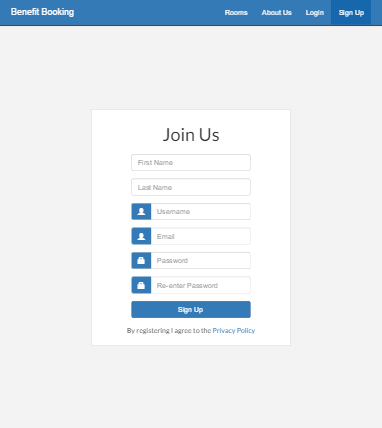 Benefit Booking
Rooms About Us Login Sign Up
Join Us
First Name
Last Name
Username
Email
Password
Re-enter Password
Sign Up
By registering I agree to the Privacy Policy